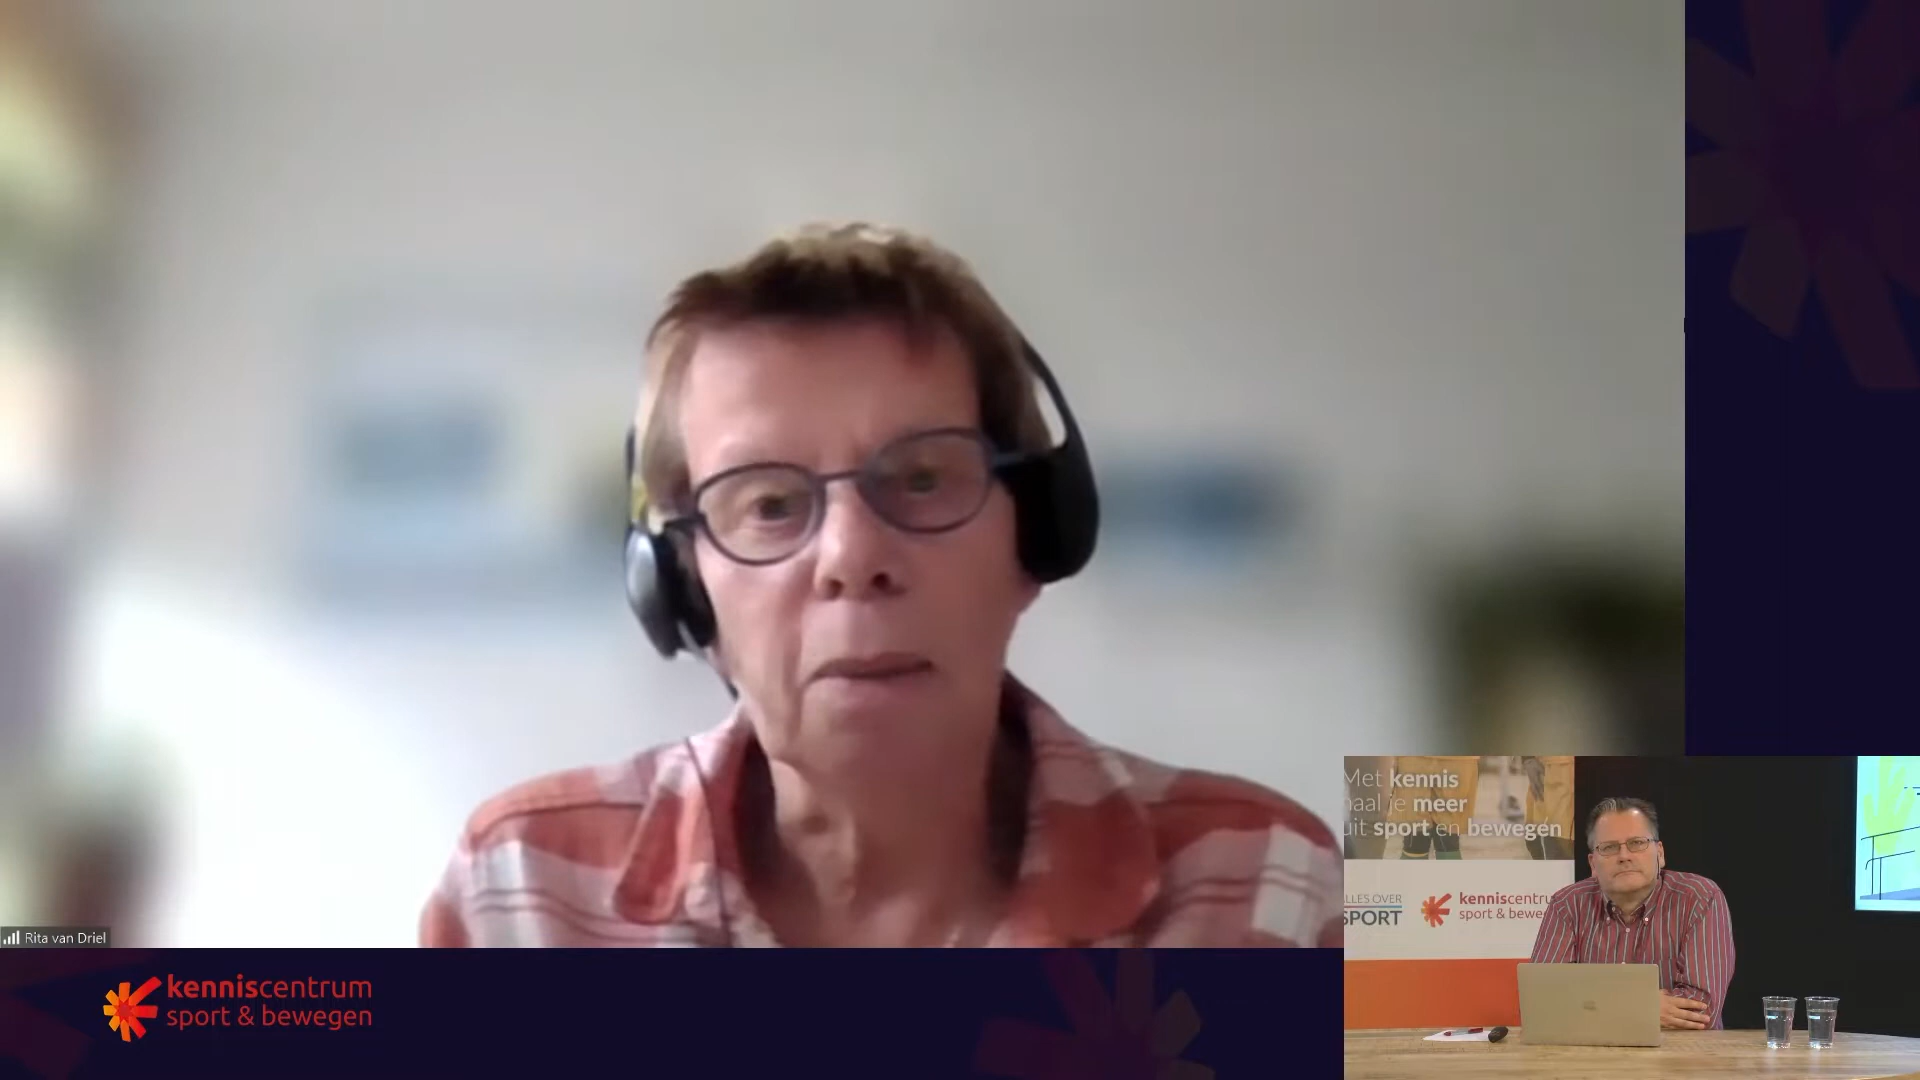 Rita van Driel
kenniscentrum
sport & bewegen
Met kennis
haal je meer
uit sport en bewegen
ALLES OVER
SPORT
kenniscentru
sport & bewe